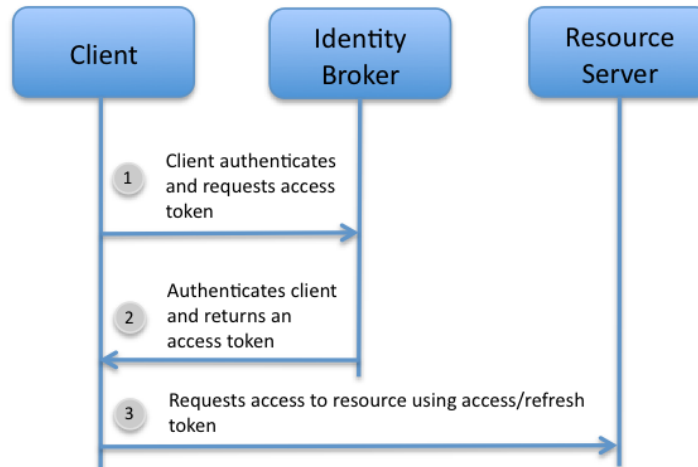 Client
Identity
Broker
Resource
Server
1
Client authenticates
and requests access
token
2
Authenticates client
and returns an
access token
3
Requests access to resource using access/refresh
token